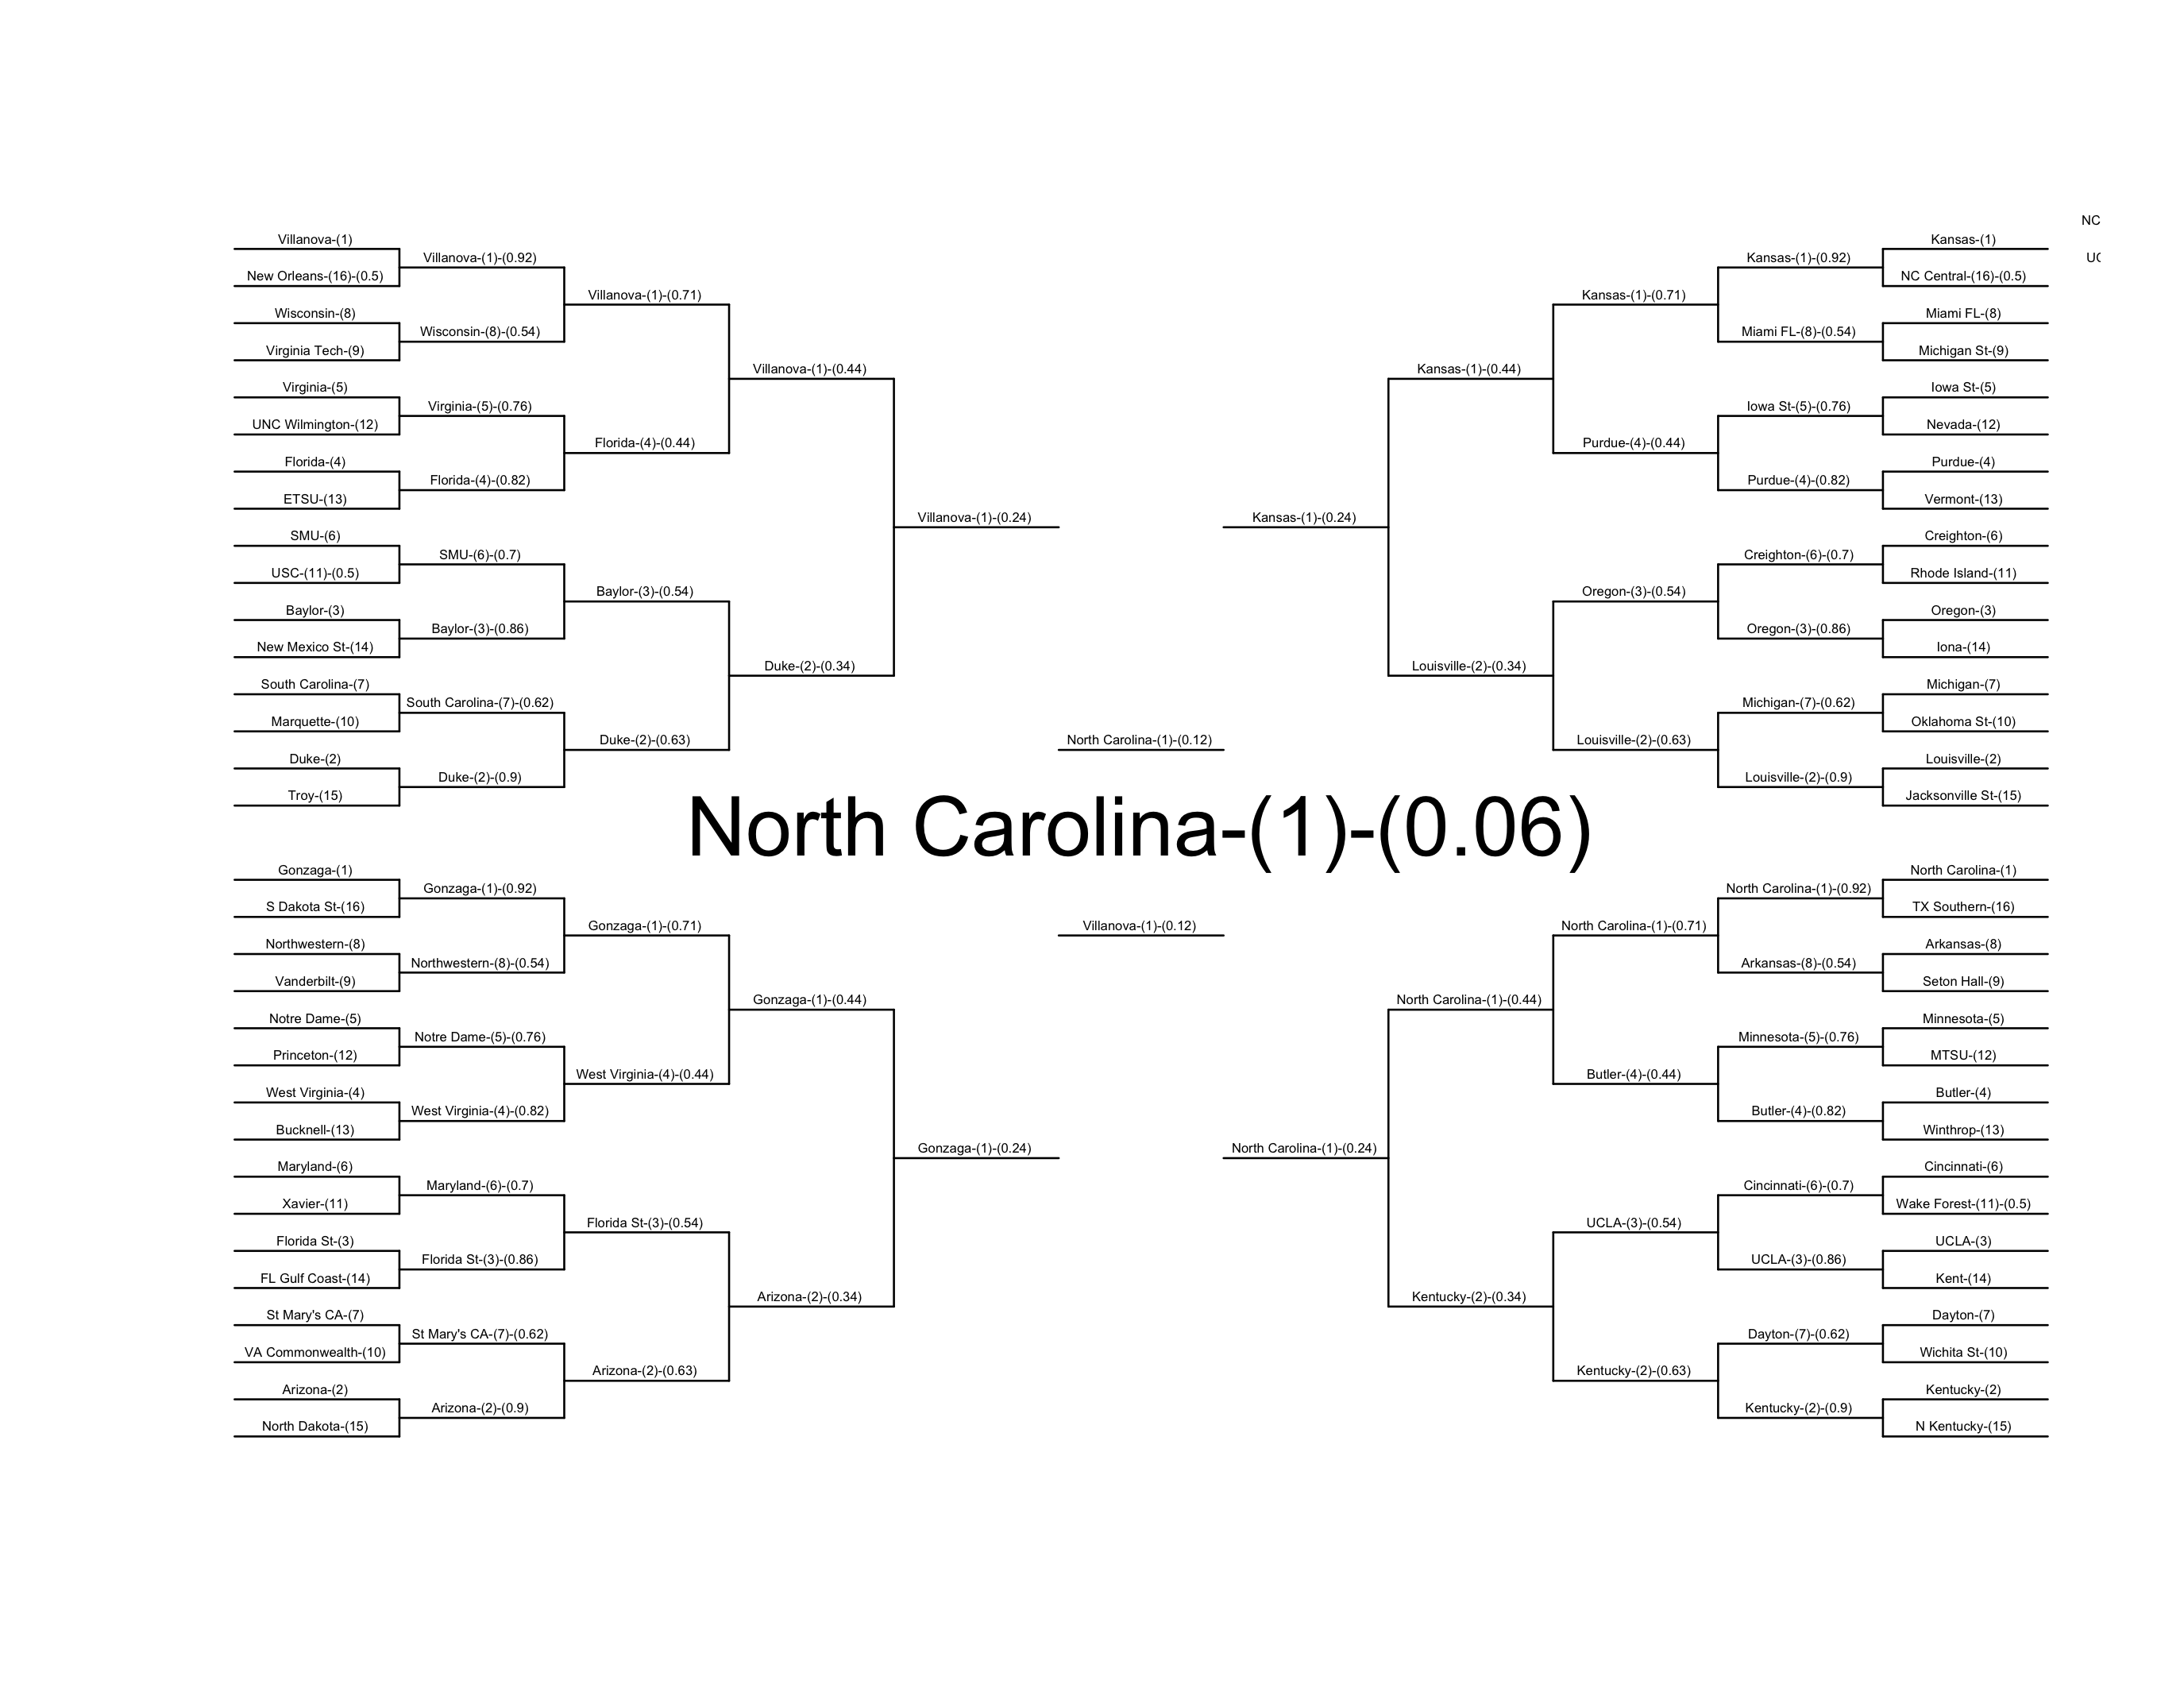 Villanova-(1)
New Orleans-(16)-(0.5)
Wisconsin-(8)
Virginia Tech-(9)
Virginia-(5)
UNC Wilmington-(12)
Florida-(4)
ETSU-(13)
SMU-(6)
USC-(11)-(0.5)
Baylor-(3)
New Mexico St-(14)
South Carolina-(7)
Marquette-(10)
Duke-(2)
Troy-(15)
Gonzaga-(1)
S Dakota St-(16)
Northwestern-(8)
Vanderbilt-(9)
Notre Dame-(5)
Princeton-(12)
West Virginia-(4)
Bucknell-(13)
Maryland-(6)
Xavier-(11)
Florida St-(3)
FL Gulf Coast-(14)
St Mary's CA-(7)
VA Commonwealth-(10)
Arizona-(2)
North Dakota-(15)
Villanova-(1)-(0.92)
Wisconsin-(8)-(0.54)
Virginia-(5)-(0.76)
Florida-(4)-(0.82)
SMU-(6)-(0.7)
Baylor-(3)-(0.86)
South Carolina-(7)-(0.62)
Duke-(2)-(0.9)
Gonzaga-(1)-(0.92)
Northwestern-(8)-(0.54)
Notre Dame-(5)-(0.76)
West Virginia-(4)-(0.82)
Maryland-(6)-(0.7)
Florida St-(3)-(0.86)
St Mary's CA-(7)-(0.62)
Arizona-(2)-(0.9)
Villanova-(1)-(0.71)
Florida-(4)-(0.44)
Baylor-(3)-(0.54)
Duke-(2)-(0.63)
Gonzaga-(1)-(0.71)
West Virginia-(4)-(0.44)
Florida St-(3)-(0.54)
Arizona-(2)-(0.63)
Villanova-(1)-(0.44)
Duke-(2)-(0.34)
Gonzaga-(1)-(0.44)
Arizona-(2)-(0.34)
Villanova-(1)-(0.24)
Gonzaga-(1)-(0.24)
North Carolina-(1)-(0.12)
North Carolina-(1)-(0.06)
Villanova-(1)-(0.12)
Kansas-(1)-(0.24)
North Carolina-(1)-(0.24)
Kansas-(1)-(0.44)
Louisville-(2)-(0.34)
North Carolina-(1)-(0.44)
Kentucky-(2)-(0.34)
Kansas-(1)-(0.71)
Purdue-(4)-(0.44)
Oregon-(3)-(0.54)
Louisville-(2)-(0.63)
North Carolina-(1)-(0.71)
Butler-(4)-(0.44)
UCLA-(3)-(0.54)
Kentucky-(2)-(0.63)
Kansas-(1)-(0.92)
Miami FL-(8)-(0.54)
Iowa St-(5)-(0.76)
Purdue-(4)-(0.82)
Creighton-(6)-(0.7)
Oregon-(3)-(0.86)
Michigan-(7)-(0.62)
Louisville-(2)-(0.9)
North Carolina-(1)-(0.92)
Arkansas-(8)-(0.54)
Minnesota-(5)-(0.76)
Butler-(4)-(0.82)
Cincinnati-(6)-(0.7)
UCLA-(3)-(0.86)
Dayton-(7)-(0.62)
Kentucky-(2)-(0.9)
Kansas-(1)
NC Central-(16)-(0.5)
Miami FL-(8)
Michigan St-(9)
Iowa St-(5)
Nevada-(12)
Purdue-(4)
Vermont-(13)
Creighton-(6)
Rhode Island-(11)
Oregon-(3)
Iona-(14)
Michigan-(7)
Oklahoma St-(10)
Louisville-(2)
Jacksonville St-(15)
North Carolina-(1)
TX Southern-(16)
Arkansas-(8)
Seton Hall-(9)
Minnesota-(5)
MTSU-(12)
Butler-(4)
Winthrop-(13)
Cincinnati-(6)
Wake Forest-(11)-(0.5)
UCLA-(3)
Kent-(14)
Dayton-(7)
Wichita St-(10)
Kentucky-(2)
N Kentucky-(15)
NC